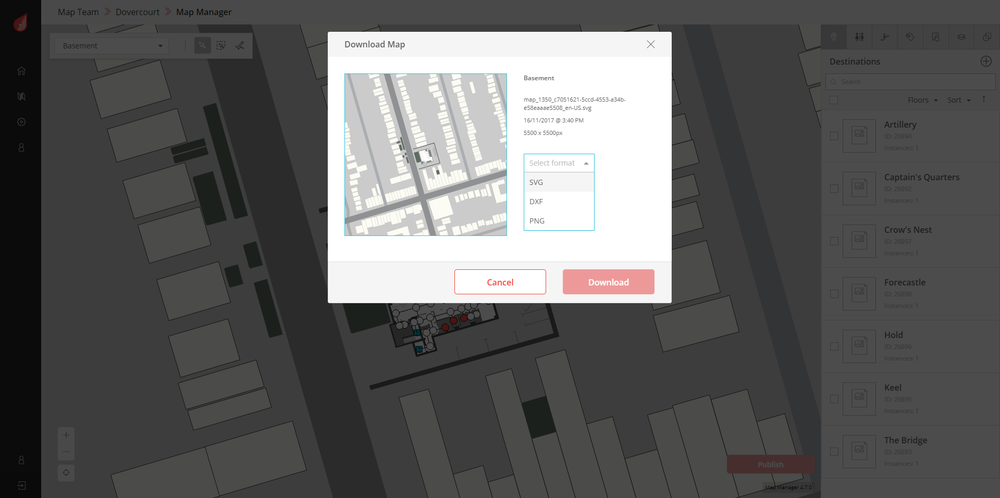 Map Team Dovercourt Map Manager
Basement
Download Map
Basement
map_1350_c7051621-5ccd-4553-a34b-
e58eaaae5508_en-US.svg
16/11/2017 @ 3:40 PM
5500 x 5500px
Select format
SVG
DXF
PNG
Cancel
Download
Destinations
Search
Floors
Sort
Artillery
ID: 26894
Instances: 1
Captain's Quarters
ID: 26892
Instances: 1
Crow's Nest
ID: 26897
Instances: 1
Forecastle
ID: 26898
Instances: 1
Hold
ID: 26896
Instances: 1
Keel
ID: 26895
Instances: 1
The Bridge
ID: 26893
Instances: 1
Publish
Map Manager 4.7.0